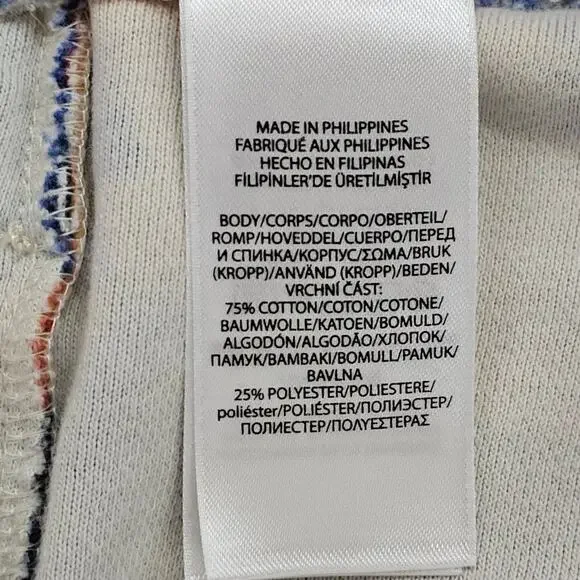 MADE IN PHILIPPINES
FABRIQUÉ AUX PHILIPPINES
HECHO EN FILIPINAS
FİLİPİNLER'DE ÜRETİLMİŞTİR
BODY/CORPS/CORPO/OBERTEIL/
ROMP/HOVEDDEL/CUERPO/ПЕРЕД
И СПИНКА/КОРПУС/ΣΩΜΑ/BRUK
(KROPP)/ANVÄND (KROPP)/BEDEN/
VRCHNÍ ČÁST:
75% COTTON/COTON/COTONE/
BAUMWOLLE/KATOEN/BOMULD/
ALGODÓN/ALGODÃO/ХЛОПОК/
ПАМУК/ΒΑΜΒΑΚΙ/BOMULL/PAMUK/
BAVLNA
25% POLYESTER/POLIESTERE/
poliéster/POLIÉSTER/ПОЛИЭСТЕР/
ПОЛИЕСТЕР/ΠΟΛΥΕΣΤΕΡΑΣ